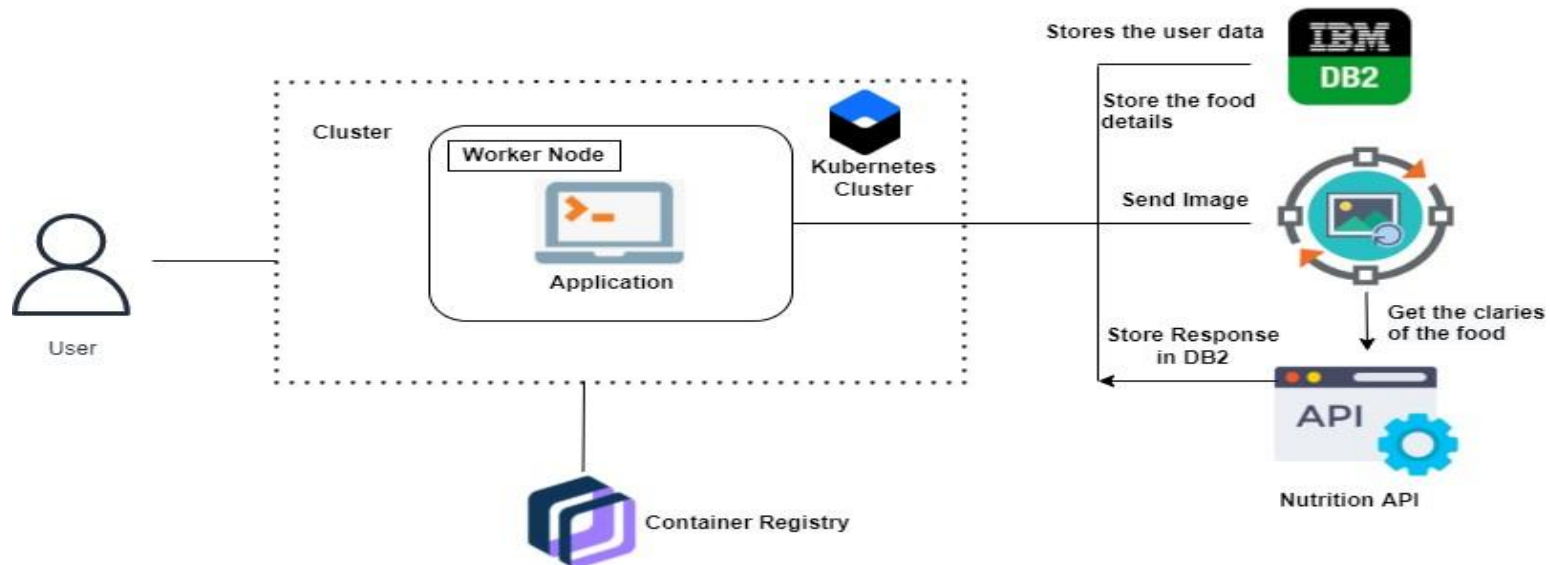 Stores the user data
IBM
DB2
Store the food
details
Cluster
Worker Node
Kubernetes
Cluster
Application
Send Image
User
Get the claries
of the food
Store Response
in DB2
API
Nutrition API
Container Registry